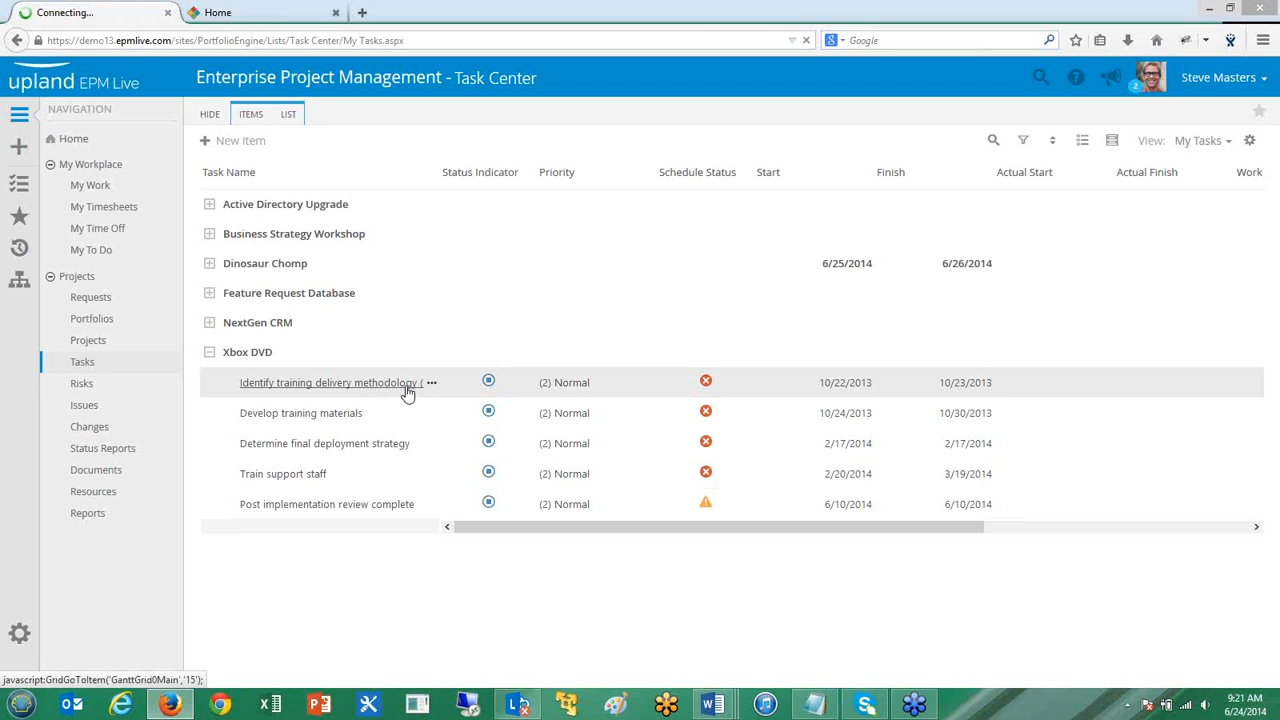 Connecting... × Home × +
https://demo13.epmlive.com/sites/PortfolioEngine/Lists/Task Center/My Tasks.aspx Google
upland EPM Live Enterprise Project Management - Task Center 2 Steve Masters
NAVIGATION
HIDE ITEMS LIST
Home
New Item View: My Tasks
My Workplace
My Work
My Timesheets
My Time Off
My To Do
Projects
Requests
Portfolios
Projects
Tasks
Risks
Issues
Changes
Status Reports
Documents
Resources
Reports
Task Name Status Indicator Priority Schedule Status Start Finish Actual Start Actual Finish Work
Active Directory Upgrade
Business Strategy Workshop
Dinosaur Chomp 6/25/2014 6/26/2014
Feature Request Database
NextGen CRM
Xbox DVD
Identify training delivery methodology ( ••• (2) Normal 10/22/2013 10/23/2013
Develop training materials (2) Normal 10/24/2013 10/30/2013
Determine final deployment strategy (2) Normal 2/17/2014 2/17/2014
Train support staff (2) Normal 2/20/2014 3/19/2014
Post implementation review complete (2) Normal 6/10/2014 6/10/2014
javascript:GridGoToItem('GanttGrid0Main','15');
9:21 AM
6/24/2014